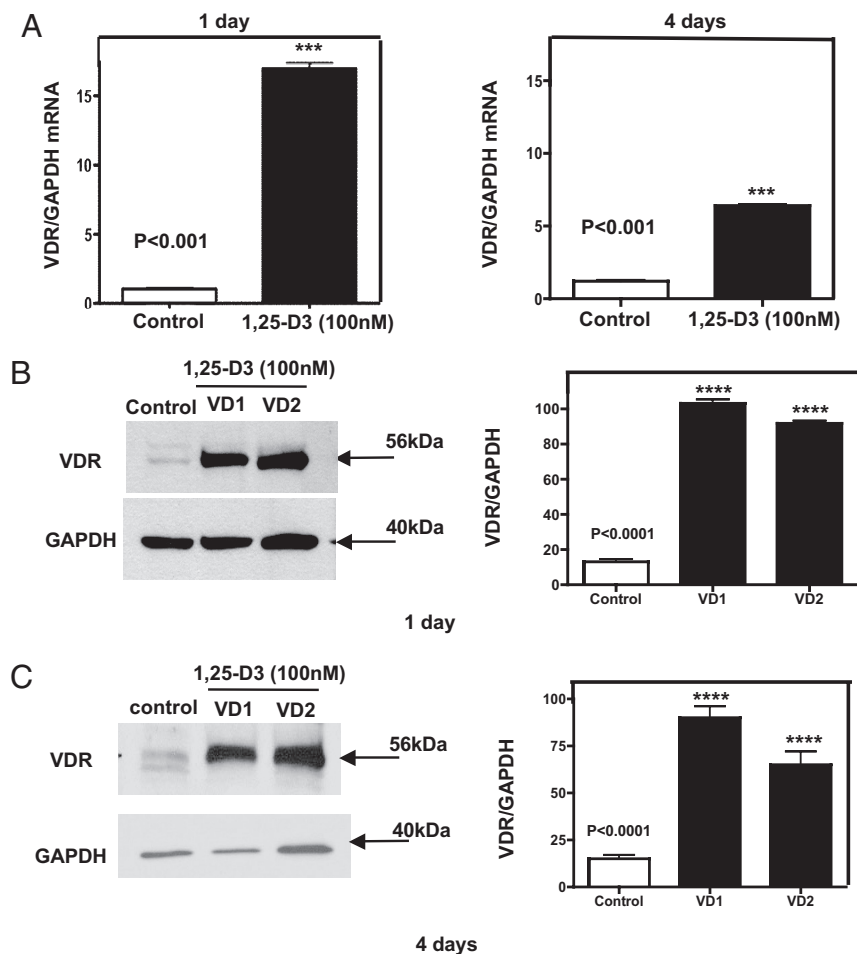 A
1 day
***
VDR/GAPDH mRNA
15
10
5
0
P<0.001
Control
1,25-D3 (100nM)
4 days
***
VDR/GAPDH mRNA
15
10
5
0
P<0.001
Control
1,25-D3 (100nM)
B
1,25-D3 (100nM)
Control VD1 VD2
VDR
56kDa
GAPDH
40kDa
VDR/GAPDH
100
80
60
40
20
0
P<0.0001
****
****
Control
VD1
VD2
1 day
C
1,25-D3 (100nM)
control VD1 VD2
VDR
56kDa
GAPDH
40kDa
VDR/GAPDH
100
75
50
25
0
P<0.0001
****
****
Control
VD1
VD2
4 days